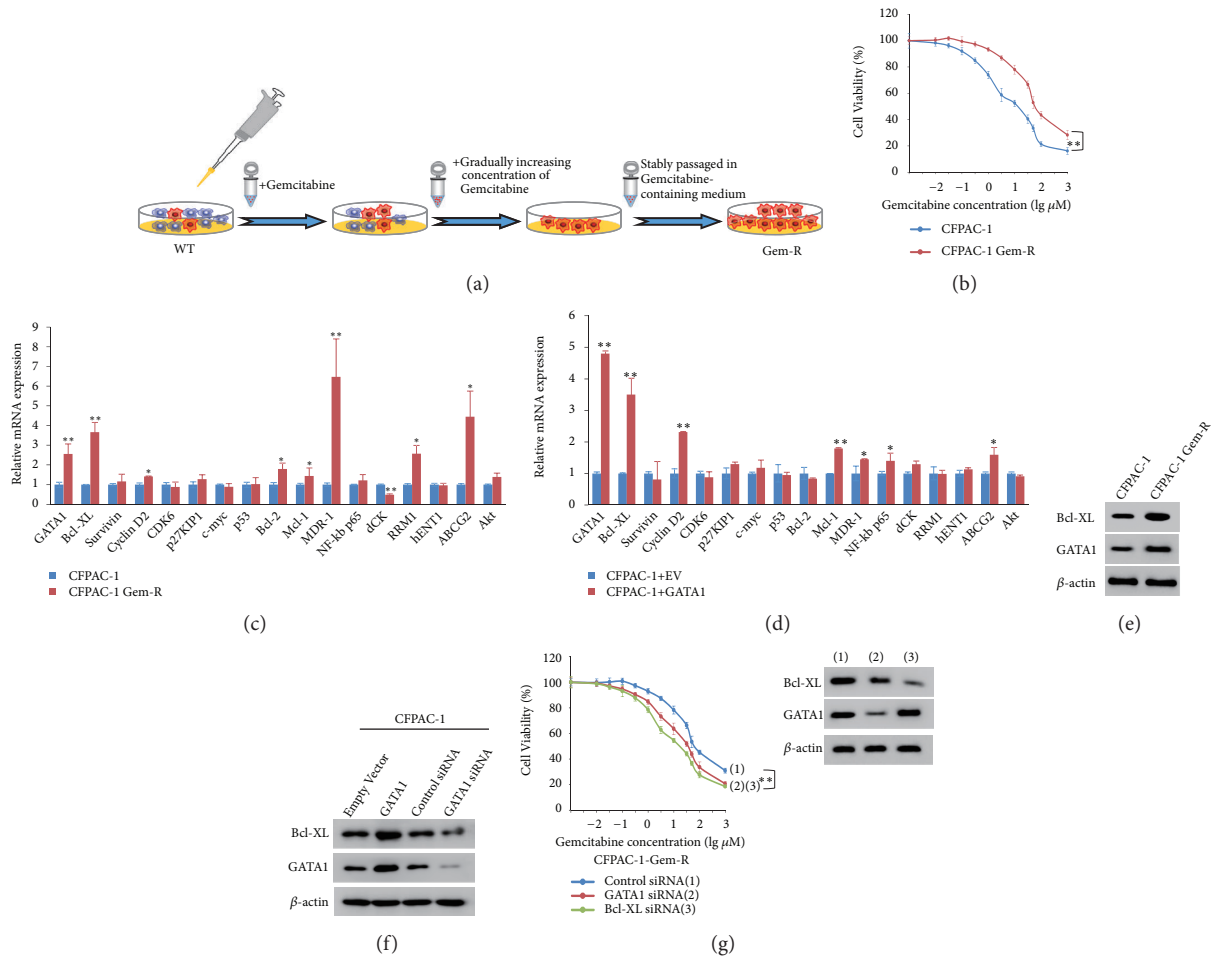 +Gemcitabine
+Gradually increasing
concentration of
Gemcitabine
Stably passaged in
Gemcitabine-
containing medium
WT
Gem-R
(a)
120
100
80
60
40
20
0
Cell Viability (%)
**
−2 −1 0 1 2 3
Gemcitabine concentration (lg μM)
CFPAC-1
CFPAC-1 Gem-R
(b)
9
8
7
6
5
4
3
2
1
0
Relative mRNA expression
** ** * * * ** ** * *
GATA1 Bcl-XL Survivin Cyclin D2 CDK6 p27KIP1 c-myc p53 Bcl-2 Mcl-1 MDR-1 NF-kb p65 dCK RRM1 hENT1 ABCG2 Akt
CFPAC-1
CFPAC-1 Gem-R
(c)
6
5
4
3
2
1
0
Relative mRNA expression
** ** ** ** * * *
GATA1 Bcl-XL Survivin Cyclin D2 CDK6 p27KIP1 c-myc p53 Bcl-2 Mcl-1 MDR-1 NF-kb p65 dCK RRM1 hENT1 ABCG2 Akt
CFPAC-1+EV
CFPAC-1+GATA1
(d)
CFPAC-1 CFPAC-1 Gem-R
Bcl-XL
GATA1
β-actin
(e)
CFPAC-1
Empty Vector GATA1 Control siRNA GATA1 siRNA
Bcl-XL
GATA1
β-actin
(f)
120
100
80
60
40
20
0
Cell Viability (%)
(1)
(2)(3)
**
−2 −1 0 1 2 3
Gemcitabine concentration (lg μM)
CFPAC-1-Gem-R
Control siRNA(1)
GATA1 siRNA(2)
Bcl-XL siRNA(3)
(1) (2) (3)
Bcl-XL
GATA1
β-actin
(g)